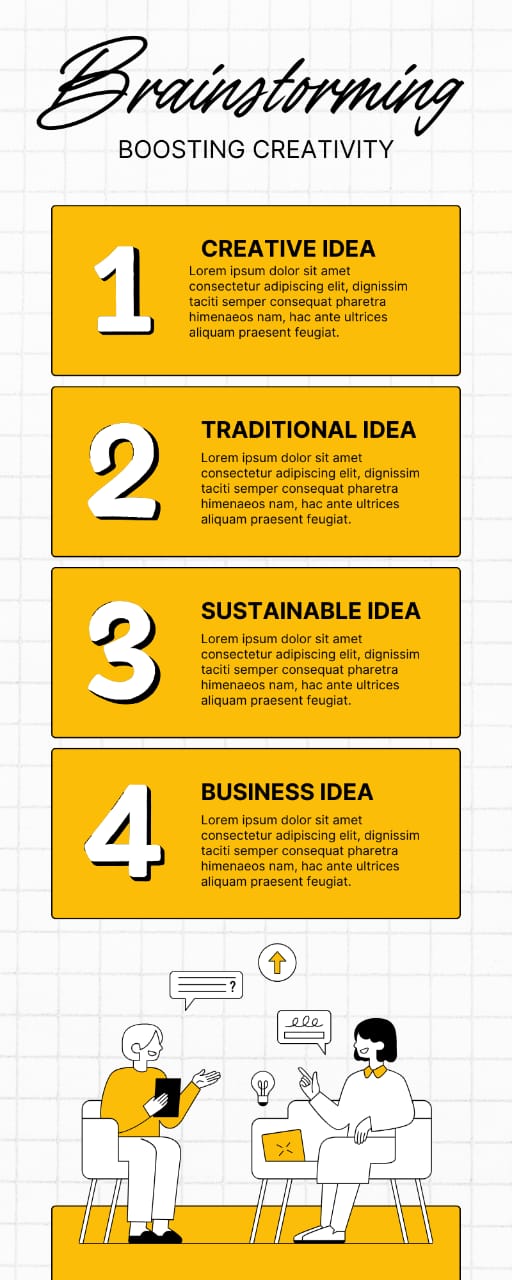 Brainstorming
BOOSTING CREATIVITY
1
CREATIVE IDEA
Lorem ipsum dolor sit amet
consectetur adipiscing elit, dignissim
taciti semper consequat pharetra
himenaeos nam, hac ante ultrices
aliquam praesent feugiat.
2
TRADITIONAL IDEA
Lorem ipsum dolor sit amet
consectetur adipiscing elit, dignissim
taciti semper consequat pharetra
himenaeos nam, hac ante ultrices
aliquam praesent feugiat.
3
SUSTAINABLE IDEA
Lorem ipsum dolor sit amet
consectetur adipiscing elit, dignissim
taciti semper consequat pharetra
himenaeos nam, hac ante ultrices
aliquam praesent feugiat.
4
BUSINESS IDEA
Lorem ipsum dolor sit amet
consectetur adipiscing elit, dignissim
taciti semper consequat pharetra
himenaeos nam, hac ante ultrices
aliquam praesent feugiat.
?